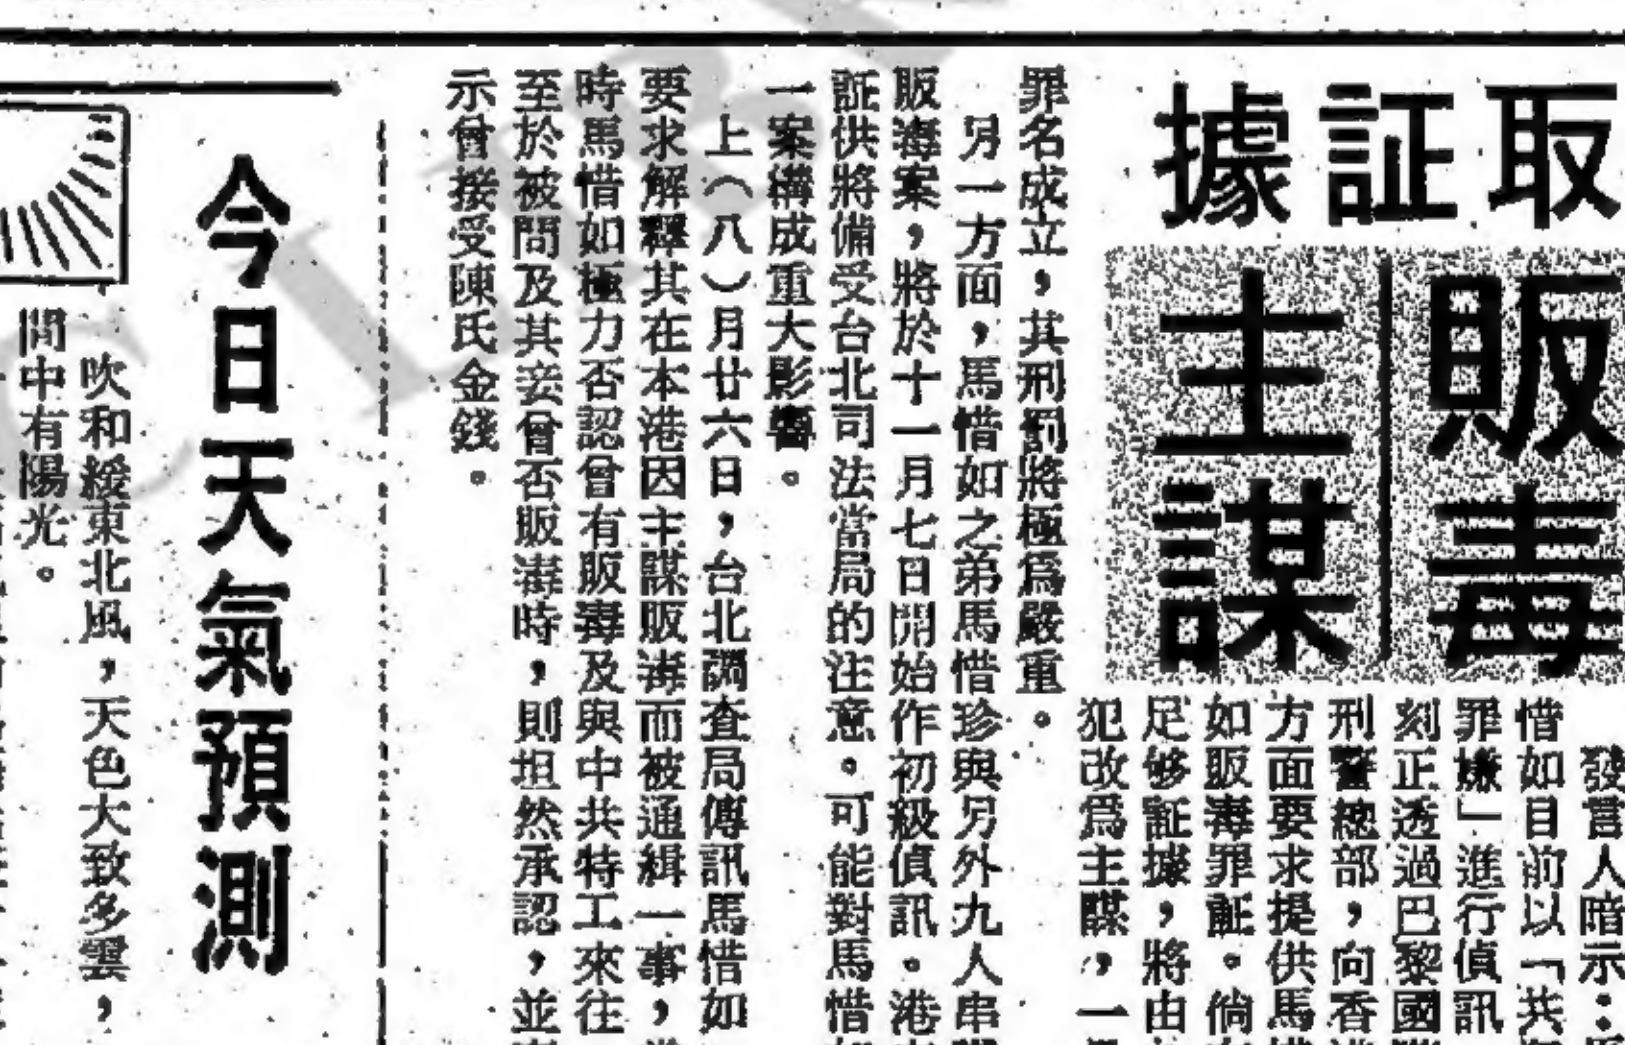 取証據
販毒
主謀
發言人暗示：
惜如目前以「共
罪嫌」進行偵訊
刻正透過巴黎國
刑警總部，向香
方面要求提供馬
如販毒罪証。倘
足够証據，將由
犯改為主謀，一
罪名成立，其刑罰將極為嚴重。
另一方面，馬惜如之弟馬惜珍與另外九人串
販毒案，將於十一月七日開始作初級偵訊。港
証供將備受台北司法當局的注意。可能對馬惜
一案構成重大影響。
上（八）月廿六日，台北調查局傳訊馬惜如
要求解釋其在本港因主謀販毒而被通緝一事，
時馬惜如極力否認曾有販毒及與中共特工來往
至於被問及其妾曾否販毒時，則坦然承認，並
示曾接受陳氏金錢。
今日天氣預測
吹和緩東北風，天色大致多雲，
間中有陽光。